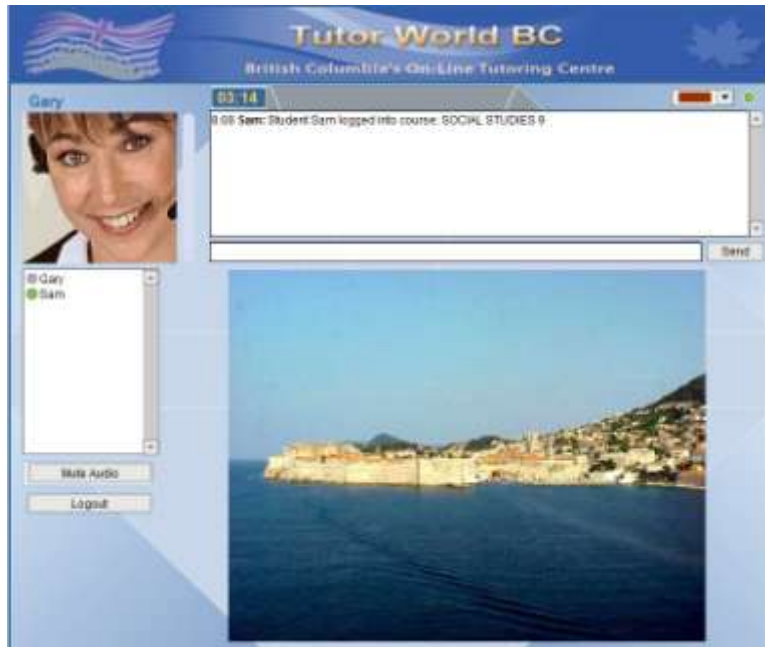 Tutor World BC
British Columbia's On-Line Tutoring Centre
Gary
03:14
8:08 Sam: Student Sam logged into course: SOCIAL STUDIES 9
Send
Gary
Sam
Mute Audio
Logout